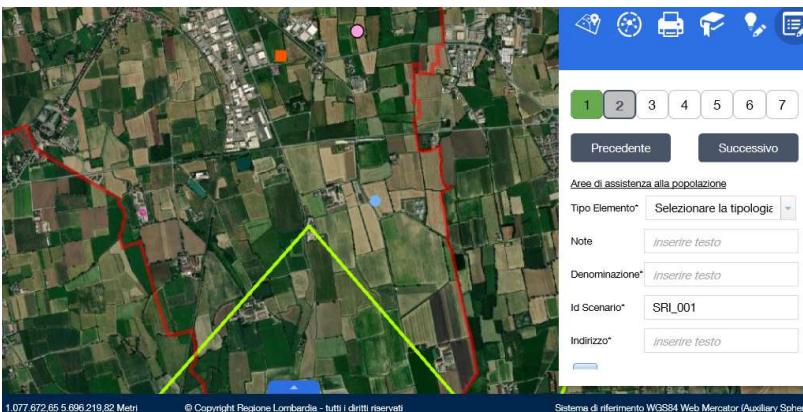 1 2 3 4 5 6 7
Precedente Successivo
Aree di assistenza alla popolazione
Tipo Elemento* Selezionare la tipologia
Note inserire testo
Denominazione* inserire testo
Id Scenario* SRI_001
Indirizzo* inserire testo
1.077.672,65 5.696.219,82 Metri © Copyright Regione Lombardia - tutti i diritti riservati Sistema di riferimento WGS84 Web Mercator (Auxiliary Spher